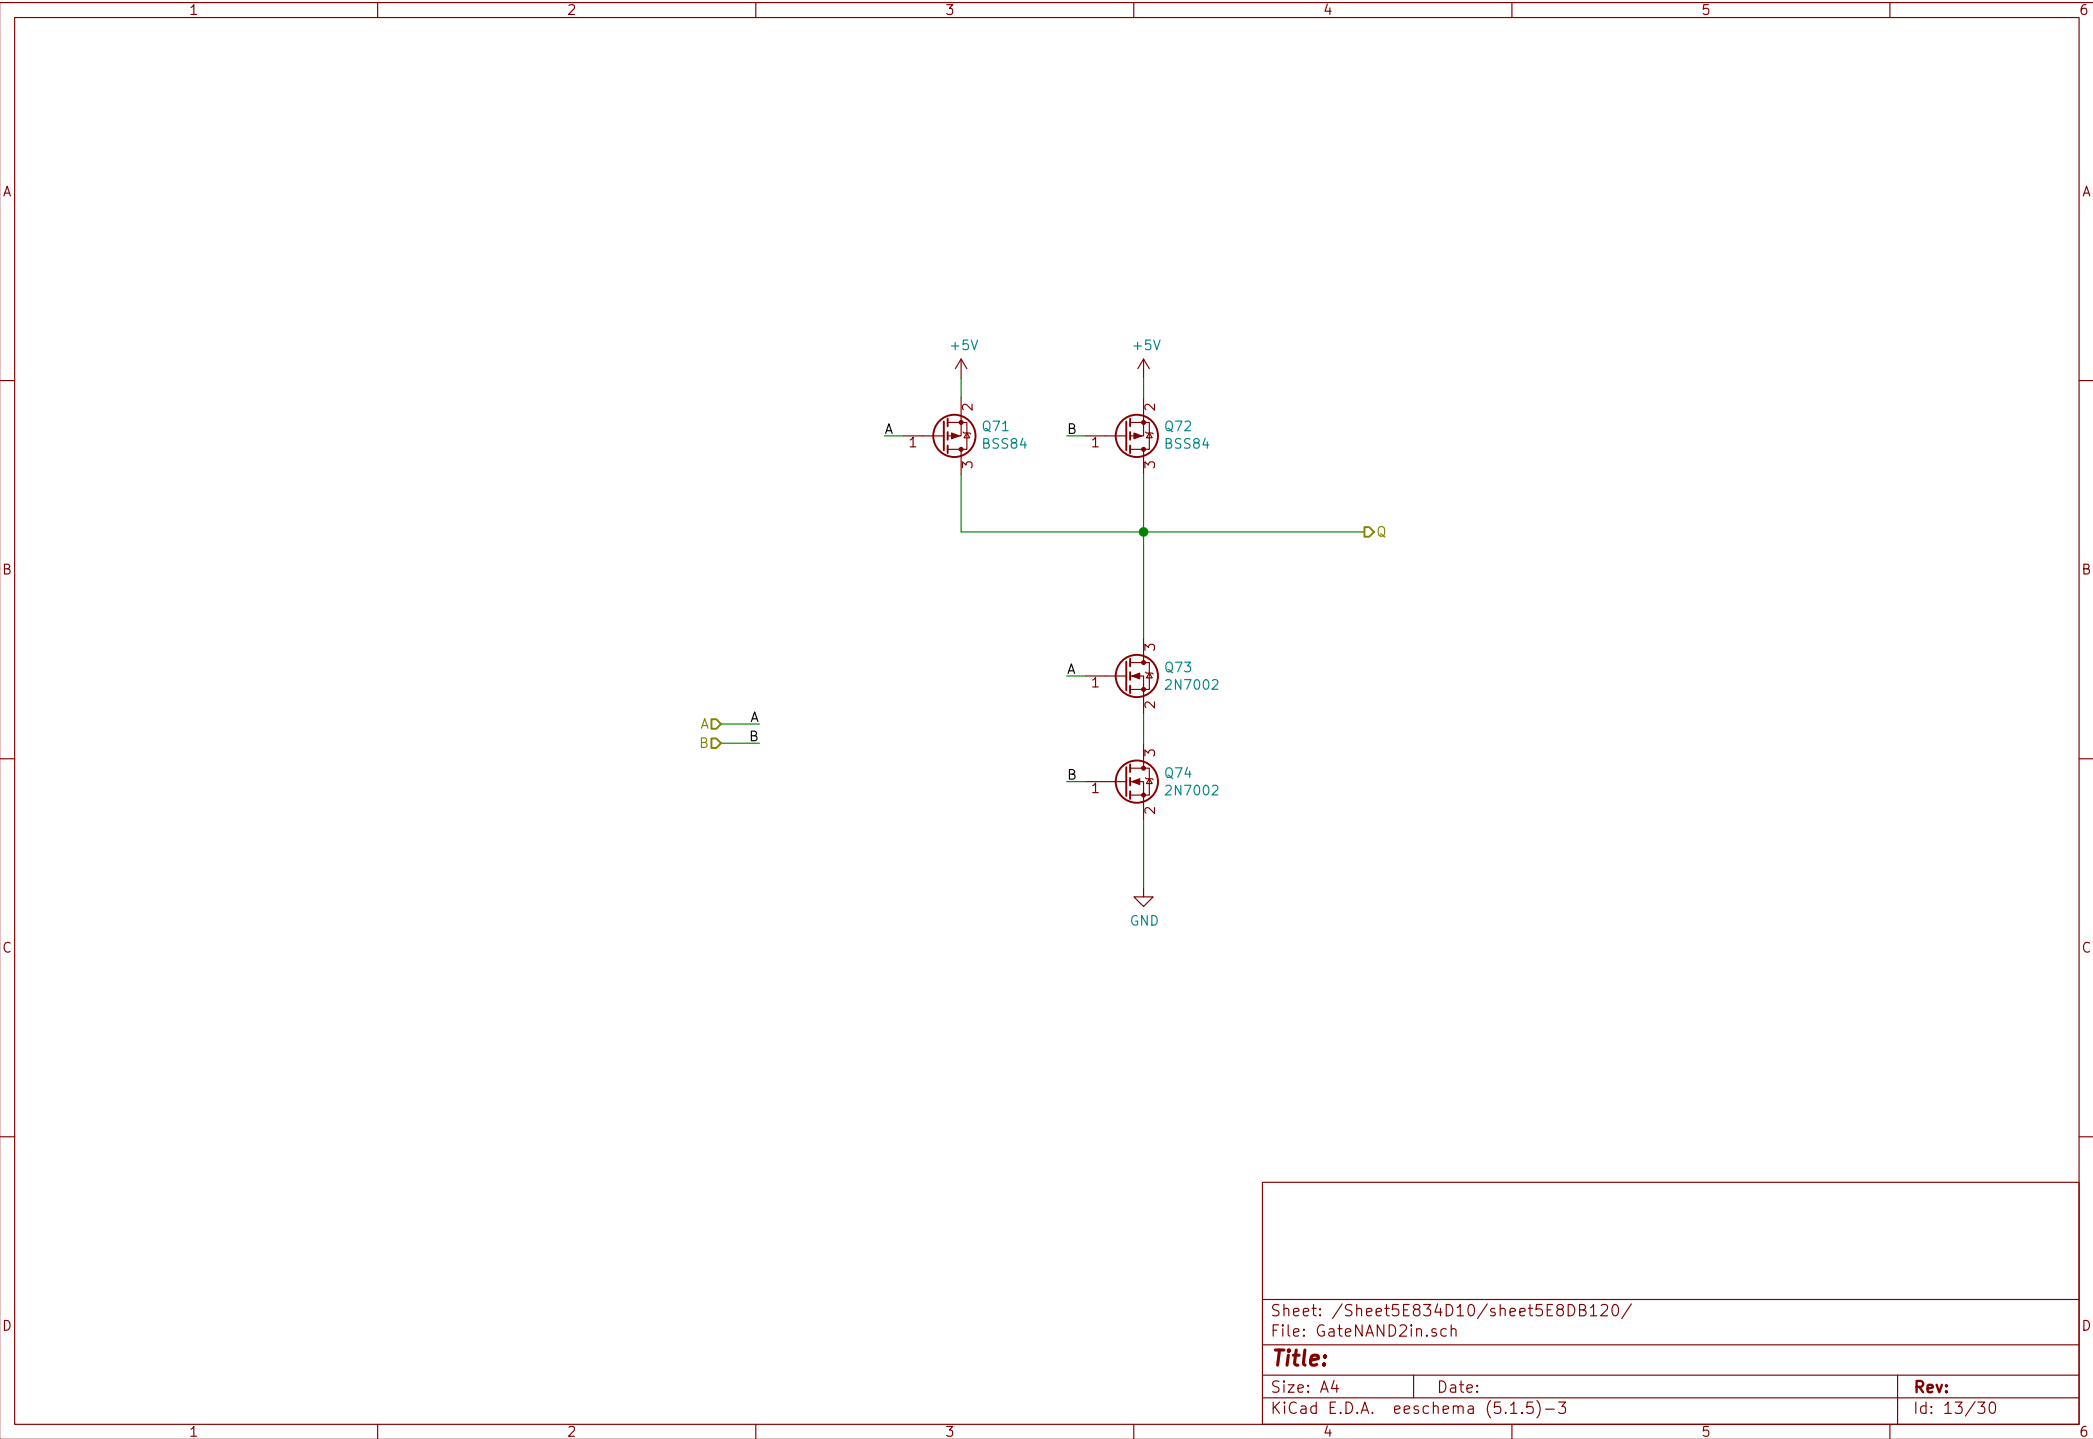 1 2 3 4 5 6
A A
+5V +5V
2 2
A 1 Q71 B 1 Q72
BSS84 BSS84
3 3
Q
B B
3
A 1 Q73
2N7002
2
A A
B B
3
B 1 Q74
2N7002
2
GND
C C
Sheet: /Sheet5E834D10/sheet5E8DB120/
File: GateNAND2in.sch
D D
Title:
Size: A4 Date: Rev:
KiCad E.D.A. eeschema (5.1.5)-3 Id: 13/30
1 2 3 4 5 6